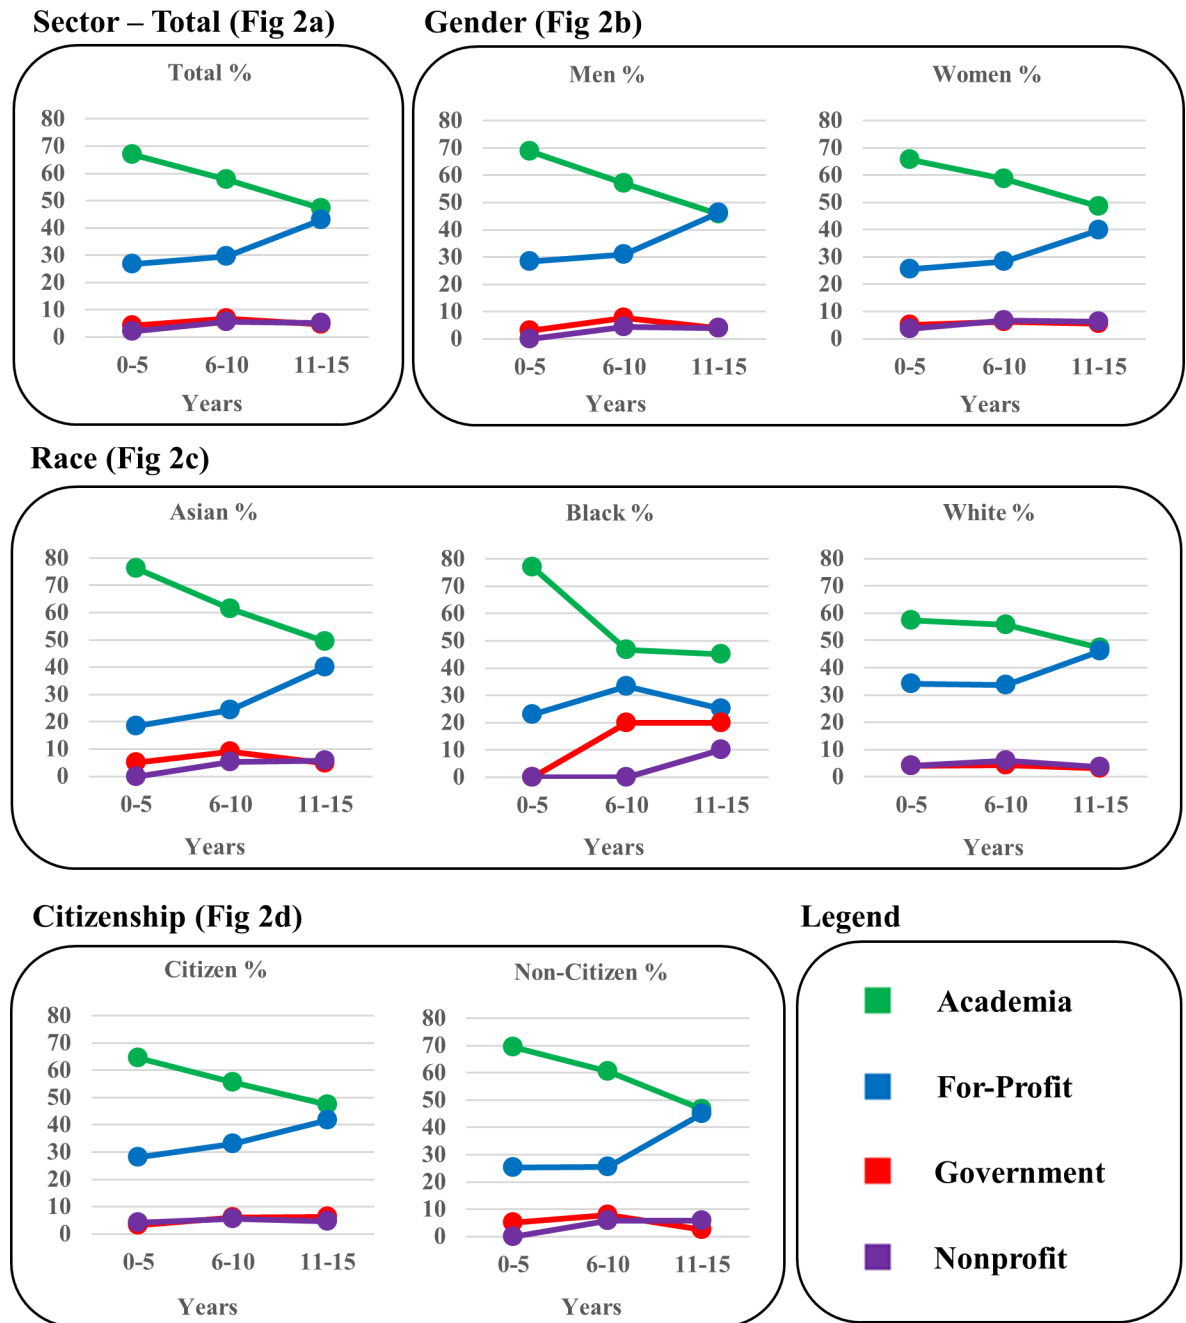 Sector – Total (Fig 2a)
Total %
80
70
60
50
40
30
20
10
0
0-5 6-10 11-15
Years
Gender (Fig 2b)
Men %
80
70
60
50
40
30
20
10
0
0-5 6-10 11-15
Years
Women %
80
70
60
50
40
30
20
10
0
0-5 6-10 11-15
Years
Race (Fig 2c)
Asian %
80
70
60
50
40
30
20
10
0
0-5 6-10 11-15
Years
Black %
80
70
60
50
40
30
20
10
0
0-5 6-10 11-15
Years
White %
80
70
60
50
40
30
20
10
0
0-5 6-10 11-15
Years
Citizenship (Fig 2d)
Citizen %
80
70
60
50
40
30
20
10
0
0-5 6-10 11-15
Years
Non-Citizen %
80
70
60
50
40
30
20
10
0
0-5 6-10 11-15
Years
Legend
Academia
For-Profit
Government
Nonprofit